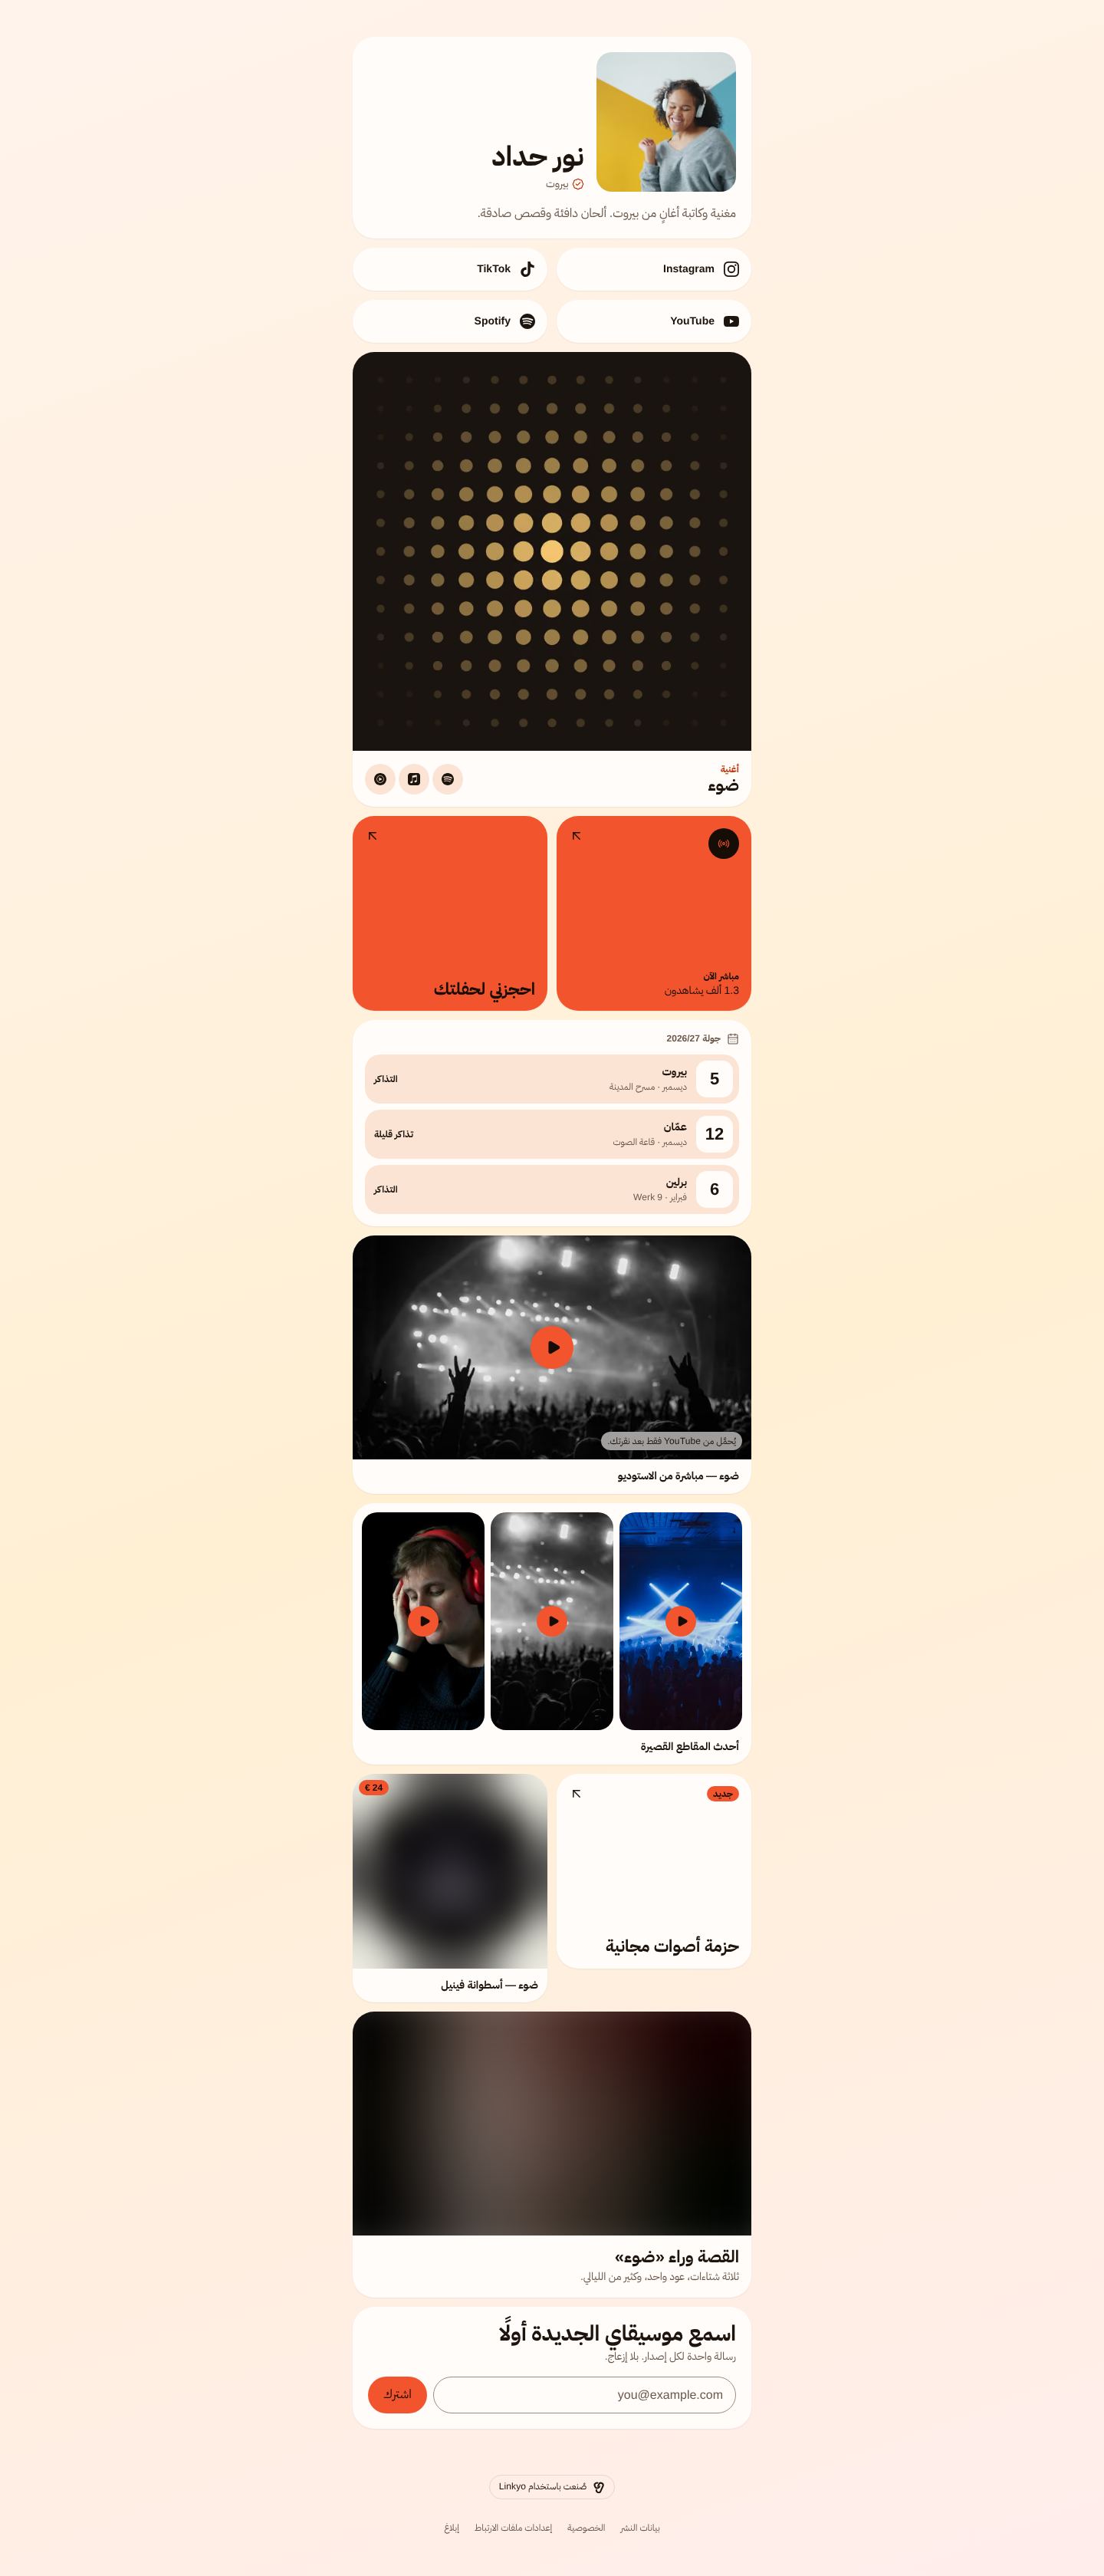 نور حداد
بيروت
مغنية وكاتبة أغانٍ من بيروت. ألحان دافئة وقصص صادقة.
Instagram
TikTok
YouTube
Spotify
أغنية
ضوء
مباشر الآن
1.3 ألف يشاهدون
احجزني لحفلتك
جولة 2026/27
5
بيروت
ديسمبر · مسرح المدينة
التذاكر
12
عمّان
ديسمبر · قاعة الصوت
تذاكر قليلة
6
برلين
فبراير · Werk 9
التذاكر
يُحمَّل من YouTube فقط بعد نقرتك.
ضوء — مباشرة من الاستوديو
أحدث المقاطع القصيرة
جديد
حزمة أصوات مجانية
24 €
ضوء — أسطوانة فينيل
القصة وراء «ضوء»
ثلاثة شتاءات، عود واحد، وكثير من الليالي.
اسمع موسيقاي الجديدة أولًا
رسالة واحدة لكل إصدار. بلا إزعاج.
you@example.com
اشترك
صُنعت باستخدام Linkyo
بيانات النشر
الخصوصية
إعدادات ملفات الارتباط
إبلاغ